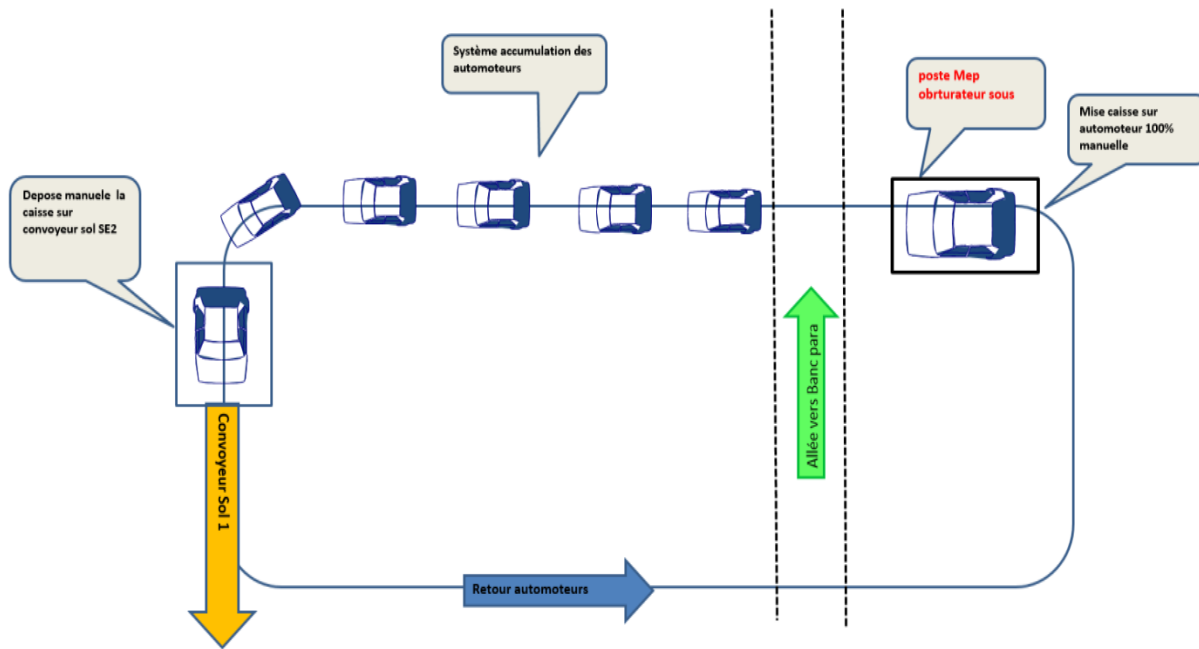 Système accumulation des
automoteurs
poste Mep
obrturateur sous
Mise caisse sur
automoteur 100%
manuelle
Depose manuele la
caisse sur
convoyeur sol SE2
Allée vers Banc para
Convoyeur Sol 1
Retour automoteurs